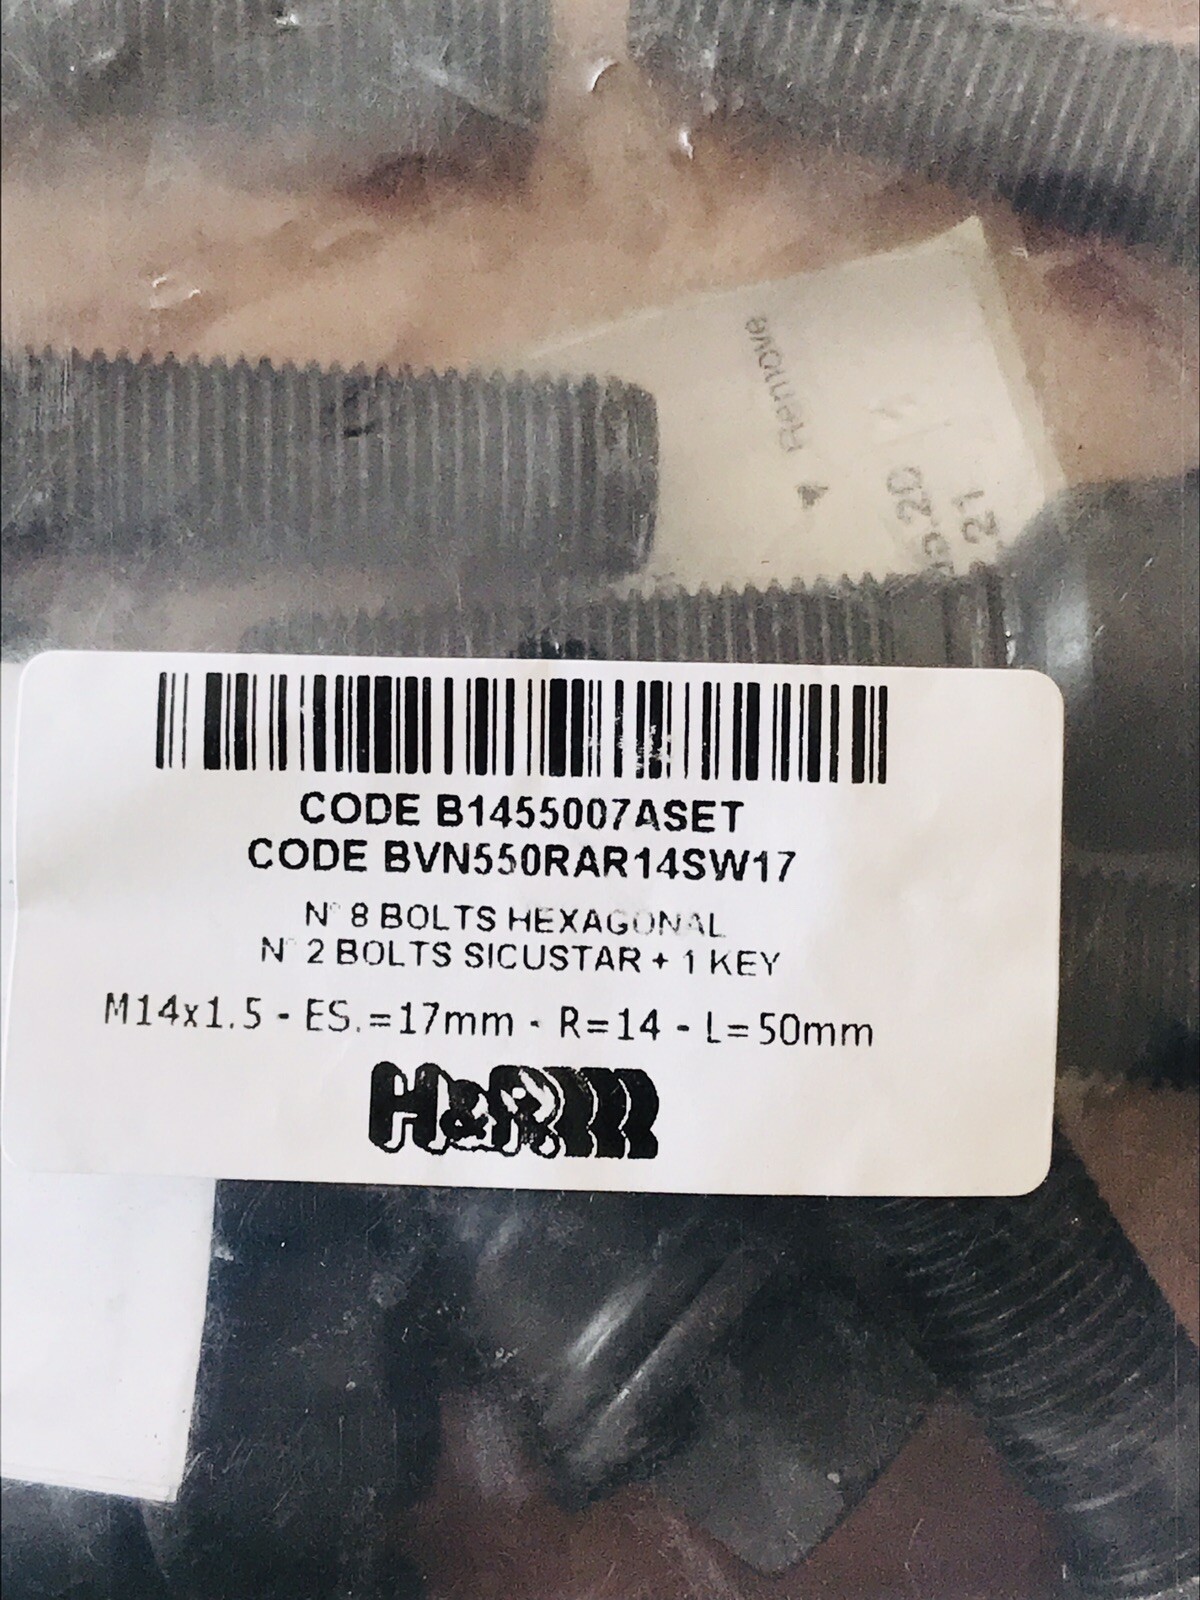 Remove
21
CODE B1455007ASET
CODE BVN550RAR14SW17
N° 8 BOLTS HEXAGONAL
N° 2 BOLTS SICUSTAR + 1 KEY
M14x1.5 - ES.=17mm - R=14 - L=50mm
H&R